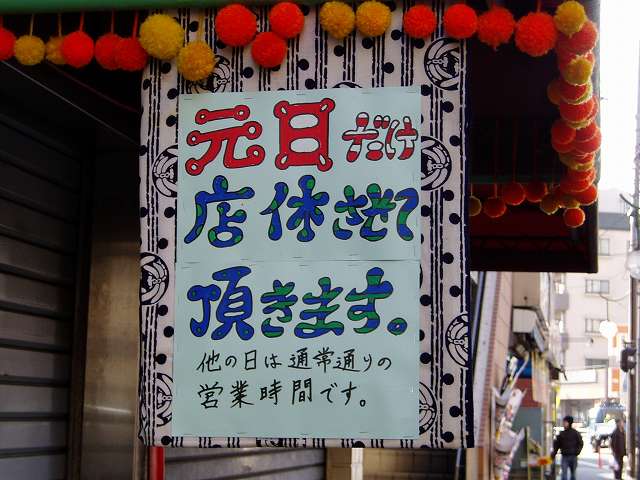 元日だけ
店休させて
頂きます。
他の日は通常通りの
営業時間です。